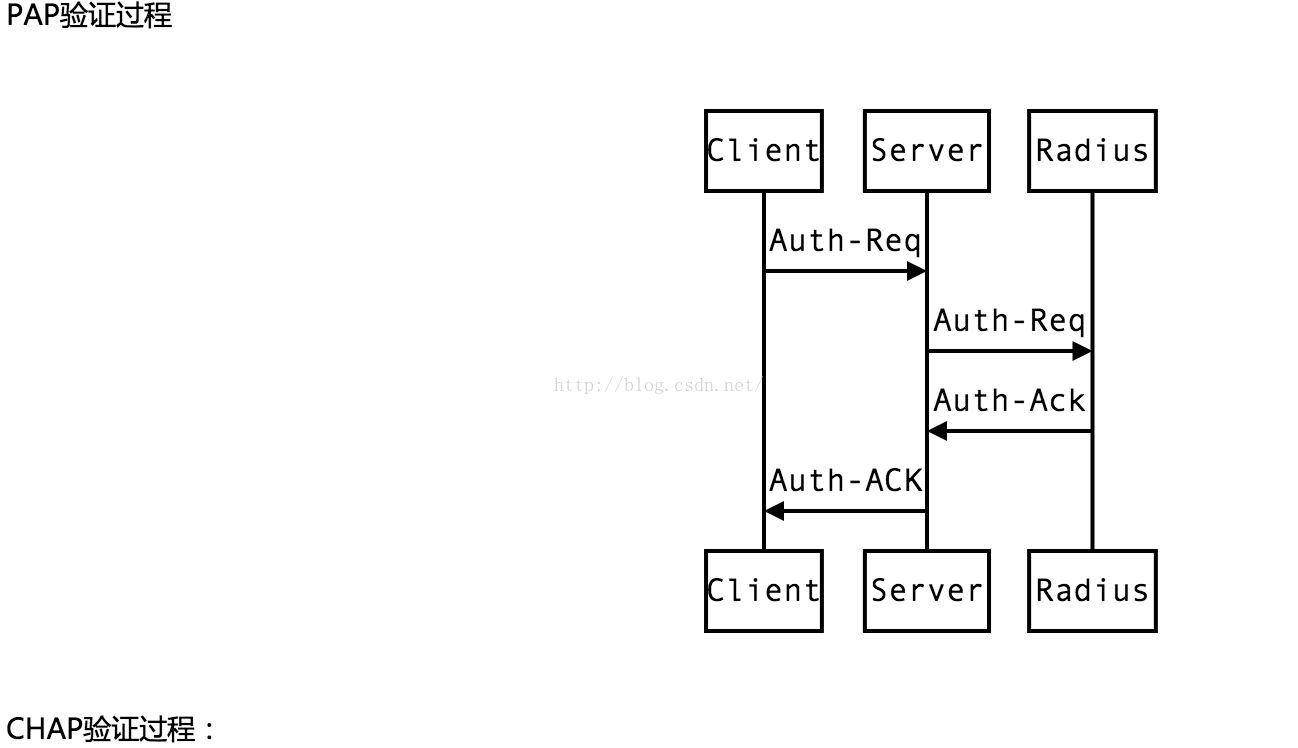 PAP验证过程
Client Server Radius
Auth-Req
Auth-Req
http://blog.csdn.net/
Auth-Ack
Auth-ACK
Client Server Radius
CHAP验证过程：